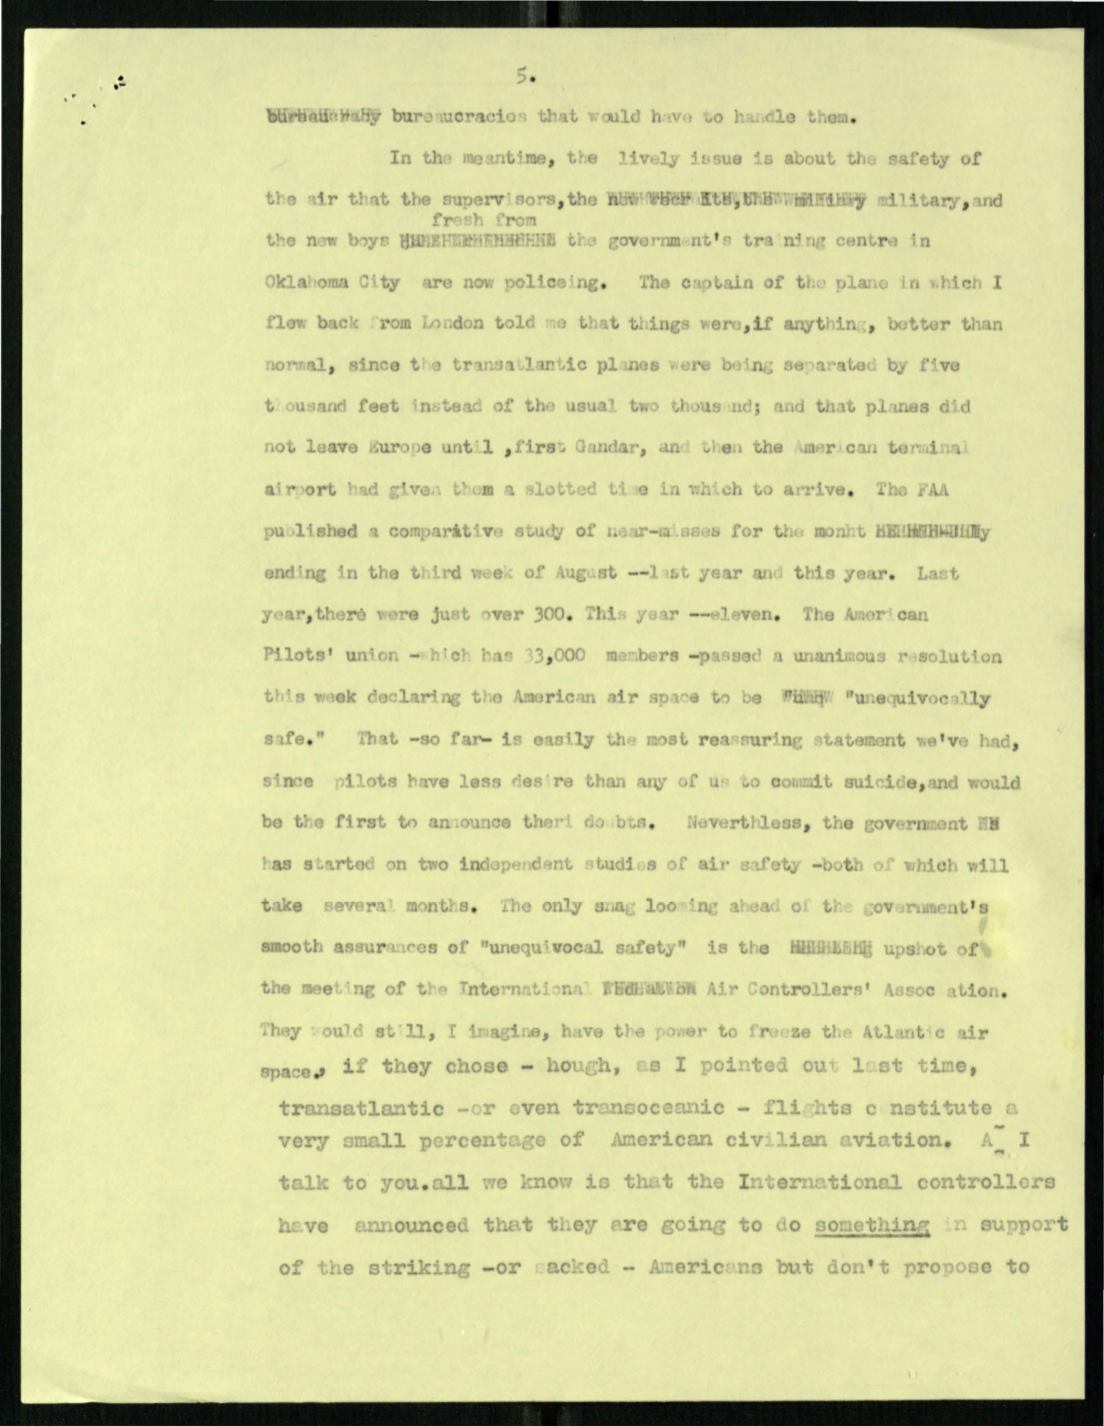 5.
bureaucracies that would have to handle them.
In the meantime, the lively issue is about the safety of
the air that the supervisors,the military,and
fresh from
the new boys the government's training centre in
Oklahoma City are now policeing. The captain of the plane in which I
flew back from London told me that things were,if anything, better than
normal, since the transatlantic planes were being separated by five
thousand feet instead of the usual two thousand; and that planes did
not leave Europe until ,first Gandar, and then the American terminal
airport had given them a slotted time in which to arrive. The FAA
published a comparitive study of near-misses for the monht
ending in the third week of August --last year and this year. Last
year,there were just over 300. This year --eleven. The American
Pilots' union -which has 33,000 members -passed a unanimous resolution
this week declaring the American air space to be "unequivocally
safe." That -so far- is easily the most reassuring statement we've had,
since pilots have less desire than any of us to commit suicide,and would
be the first to announce theri doubts. Neverthless, the government
has started on two independent studies of air safety -both of which will
take several months. The only snag looming ahead of the government's
smooth assurances of "unequivocal safety" is the upshot of
the meeting of the International Air Controllers' Association.
They could still, I imagine, have the power to freeze the Atlantic air
space, if they chose - though, as I pointed out last time,
transatlantic -or even transoceanic - flights constitute a
very small percentage of American civilian aviation. A I
talk to you.all we know is that the International controllers
have announced that they are going to do something in support
of the striking -or sacked - Americans but don't propose to